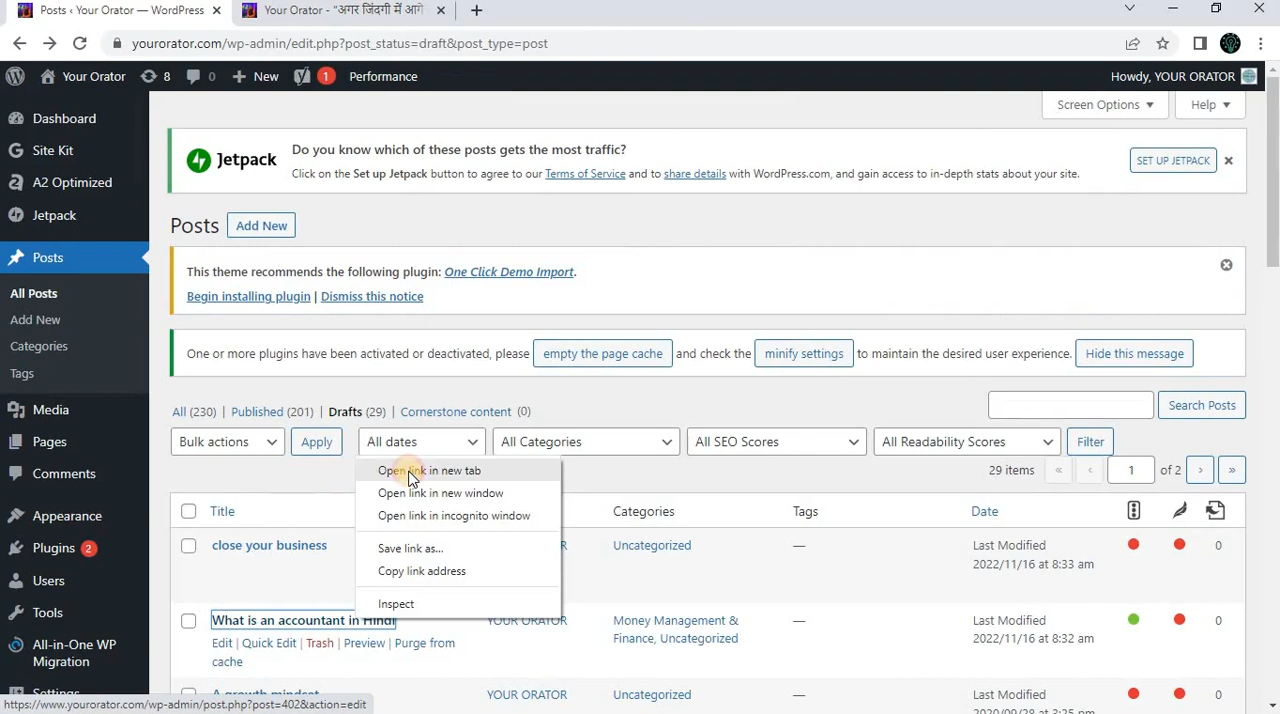 Posts ‹ Your Orator — WordPress
Your Orator - "अगर जिंदगी में आगे
yourorator.com/wp-admin/edit.php?post_status=draft&post_type=post
Your Orator 8 0 New 1 Performance
Howdy, YOUR ORATOR
Screen Options
Help
Dashboard
Site Kit
A2 Optimized
Jetpack
Posts
All Posts
Add New
Categories
Tags
Media
Pages
Comments
Appearance
Plugins 2
Users
Tools
All-in-One WP
Migration
Settings
Jetpack
Do you know which of these posts gets the most traffic?
Click on the Set up Jetpack button to agree to our Terms of Service and to share details with WordPress.com, and gain access to in-depth stats about your site.
SET UP JETPACK
Posts Add New
This theme recommends the following plugin: One Click Demo Import.
Begin installing plugin | Dismiss this notice
One or more plugins have been activated or deactivated, please empty the page cache and check the minify settings to maintain the desired user experience. Hide this message
All (230) | Published (201) | Drafts (29) | Cornerstone content (0)
Search Posts
Bulk actions Apply All dates All Categories All SEO Scores All Readability Scores Filter
29 items « ‹ 1 of 2 › »
Open link in new tab
Open link in new window
Open link in incognito window
Save link as...
Copy link address
Inspect
Title Categories Tags Date
close your business
Uncategorized — Last Modified 0
2022/11/16 at 8:33 am
What is an accountant in Hindi YOUR ORATOR Money Management & Last Modified 0
Finance, Uncategorized 2022/11/16 at 8:32 am
Edit | Quick Edit | Trash | Preview | Purge from
cache
A growth mindset YOUR ORATOR Uncategorized — Last Modified 0
2020/09/28 at 3:25 pm
https://www.yourorator.com/wp-admin/post.php?post=402&action=edit